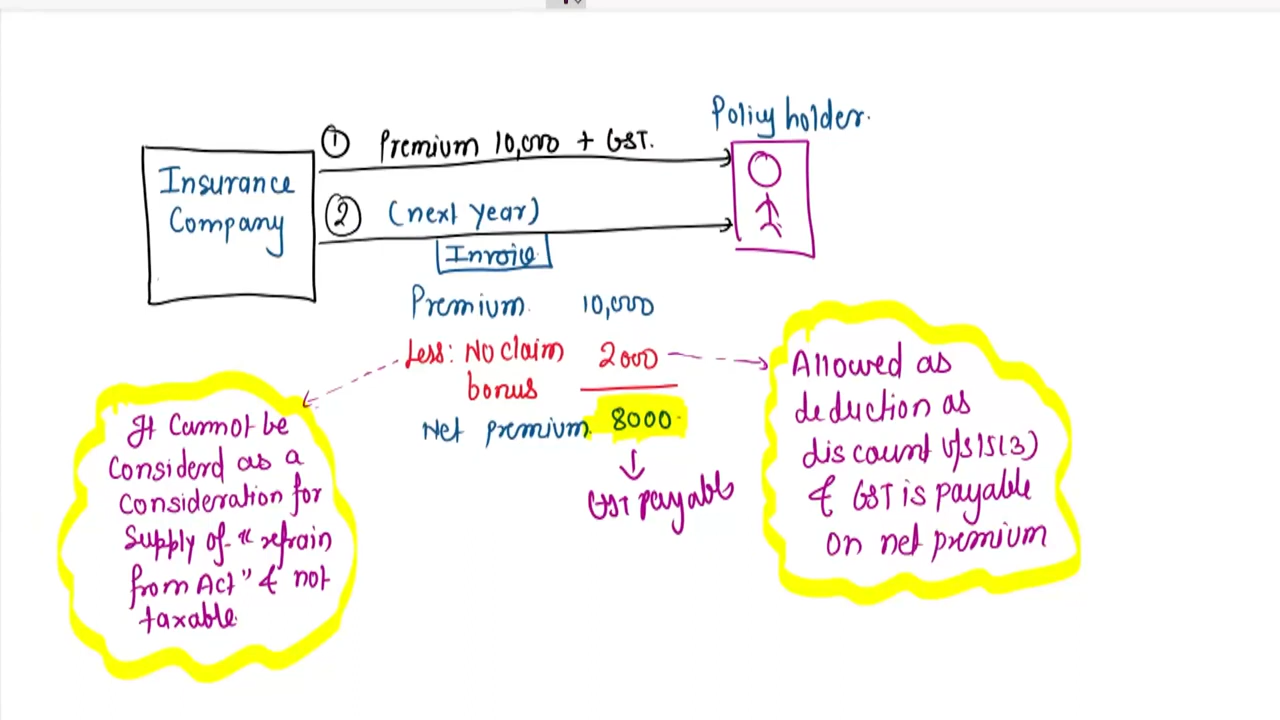 Policy holder.
① Premium 10,000 + GST.
Insurance
Company
② (next year)
Invoice
Premium 10,000
Less: No claim 2000
bonus
Net premium 8000
GST payable
It Cannot be
Considerd as a
Consideration for
Supply of "refrain
from Act" & not
taxable.
Allowed as
deduction as
discount u/s 15(3)
& GST is payable
on net premium